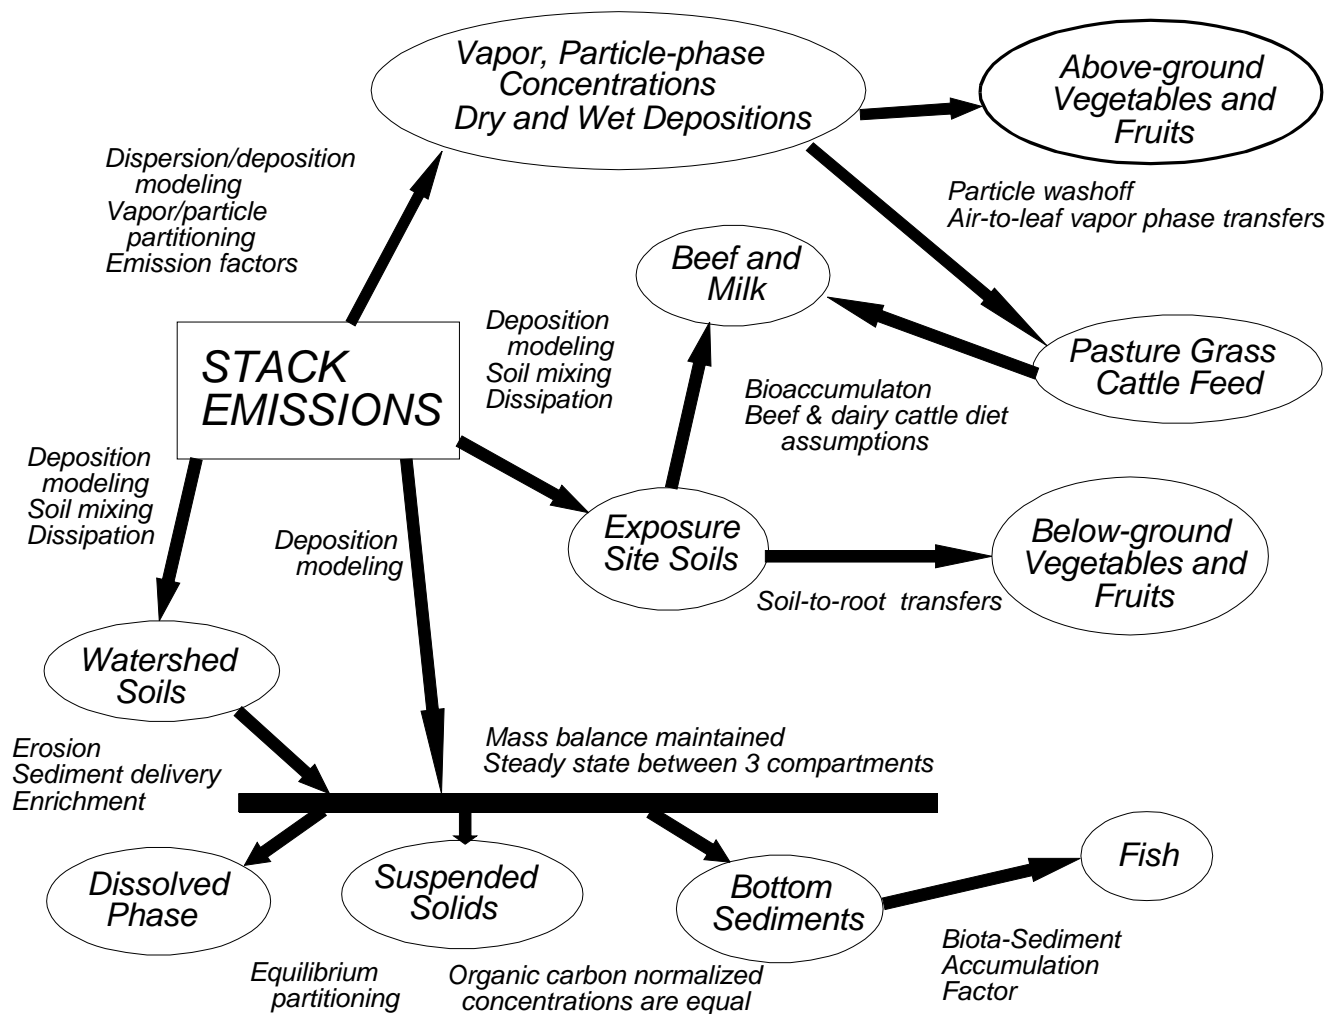 Vapor, Particle-phase
Concentrations
Dry and Wet Depositions
Above-ground
Vegetables and
Fruits
Dispersion/deposition
modeling
Vapor/particle
partitioning
Emission factors
Particle washoff
Air-to-leaf vapor phase transfers
Beef and
Milk
STACK
EMISSIONS
Deposition
modeling
Soil mixing
Dissipation
Pasture Grass
Cattle Feed
Bioaccumulaton
Beef & dairy cattle diet
assumptions
Deposition
modeling
Soil mixing
Dissipation
Deposition
modeling
Exposure
Site Soils
Below-ground
Vegetables and
Fruits
Soil-to-root transfers
Watershed
Soils
Erosion
Sediment delivery
Enrichment
Mass balance maintained
Steady state between 3 compartments
Dissolved
Phase
Suspended
Solids
Bottom
Sediments
Fish
Equilibrium
partitioning
Organic carbon normalized
concentrations are equal
Biota-Sediment
Accumulation
Factor